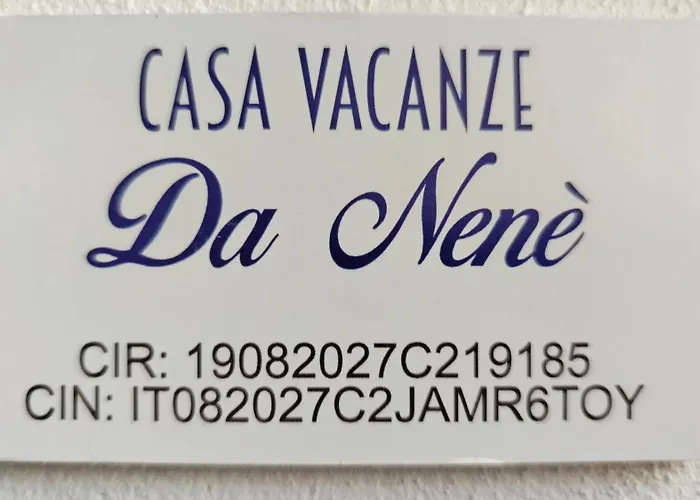 CASA VACANZE
Da Nenè
CIR: 19082027C219185
CIN: IT082027C2JAMR6TOY